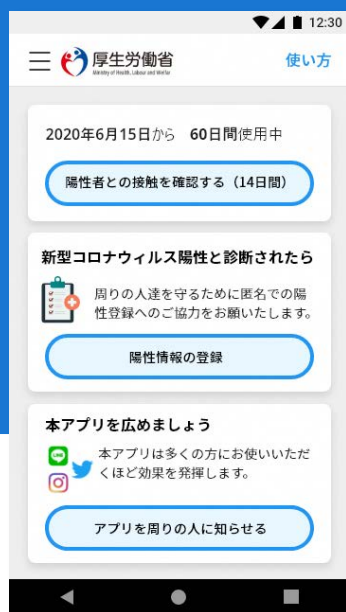 12:30
厚生労働省
Ministry of Health, Labour and Welfar
使い方
2020年6月15日から 60日間使用中
陽性者との接触を確認する（14日間）
新型コロナウィルス陽性と診断されたら
周りの人達を守るために匿名での陽
性登録へのご協力をお願いいたします。
陽性情報の登録
本アプリを広めましょう
LINE
本アプリは多くの方にお使いいただ
くほど効果を発揮します。
アプリを周りの人に知らせる